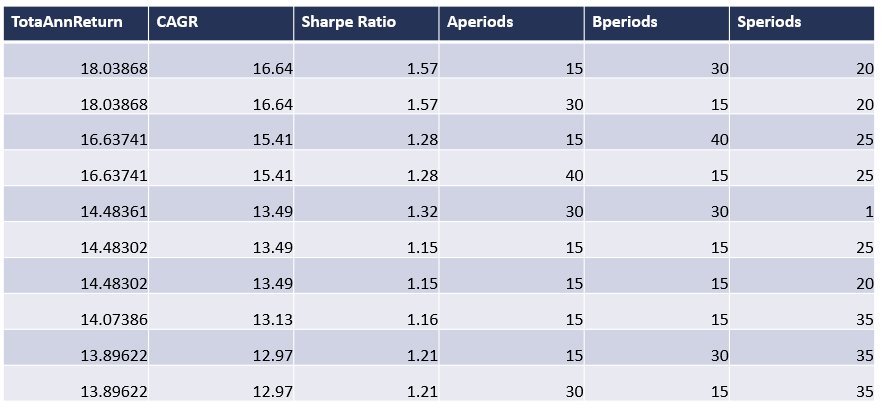 TotaAnnReturn CAGR Sharpe Ratio Aperiods Bperiods Speriods
18.03868 16.64 1.57 15 30 20
18.03868 16.64 1.57 30 15 20
16.63741 15.41 1.28 15 40 25
16.63741 15.41 1.28 40 15 25
14.48361 13.49 1.32 30 30 1
14.48302 13.49 1.15 15 15 25
14.48302 13.49 1.15 15 15 20
14.07386 13.13 1.16 15 15 35
13.89622 12.97 1.21 15 30 35
13.89622 12.97 1.21 30 15 35